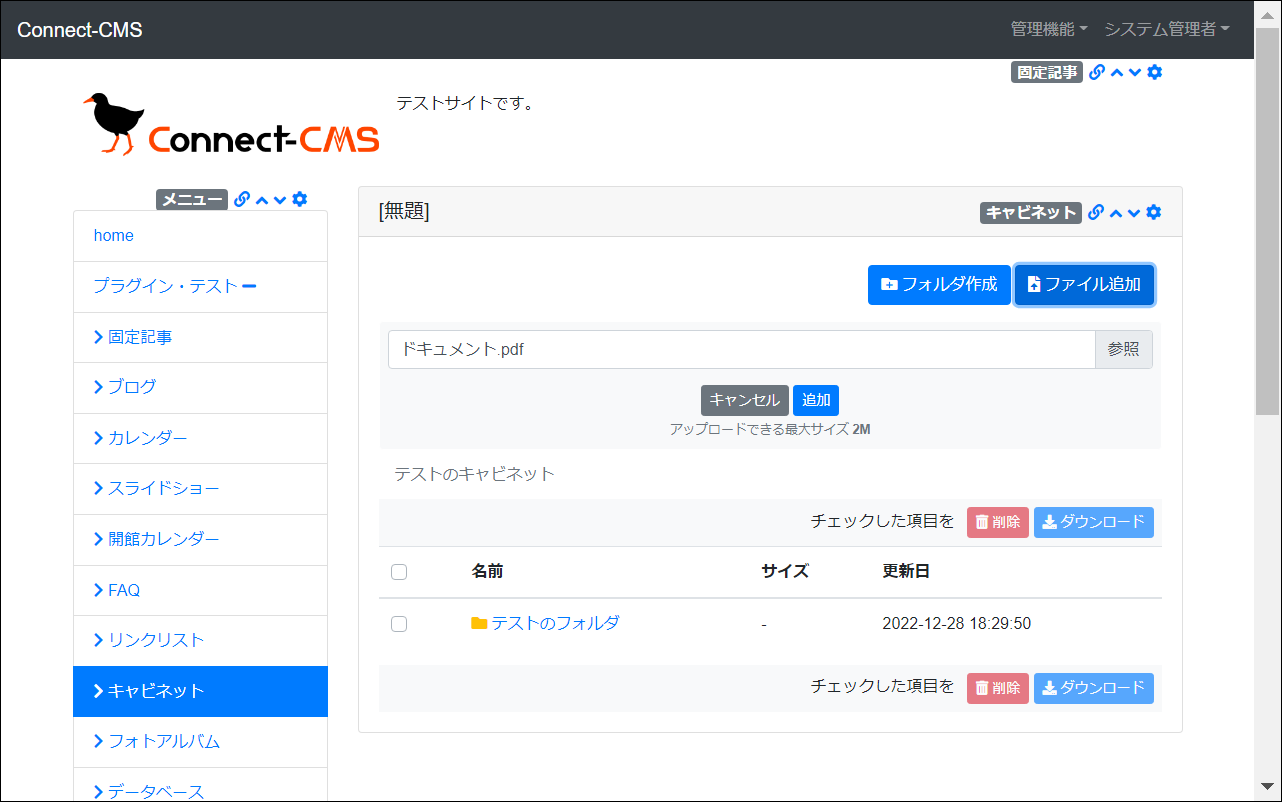 Connect-CMS
管理機能 システム管理者
固定記事
テストサイトです。
Connect-CMS
メニュー
home
プラグイン・テスト
固定記事
ブログ
カレンダー
スライドショー
開館カレンダー
FAQ
リンクリスト
キャビネット
フォトアルバム
データベース
[無題]
キャビネット
フォルダ作成 ファイル追加
ドキュメント.pdf 参照
キャンセル 追加
アップロードできる最大サイズ 2M
テストのキャビネット
チェックした項目を 削除 ダウンロード
名前 サイズ 更新日
テストのフォルダ - 2022-12-28 18:29:50
チェックした項目を 削除 ダウンロード